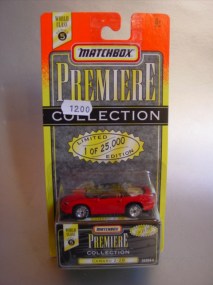 WORLD CLASS
5
MATCHBOX
PREMIERE
1200
COLLECTION
LIMITED
1 OF 25,000
EDITION
MATCHBOX
PREMIERE
COLLECTION